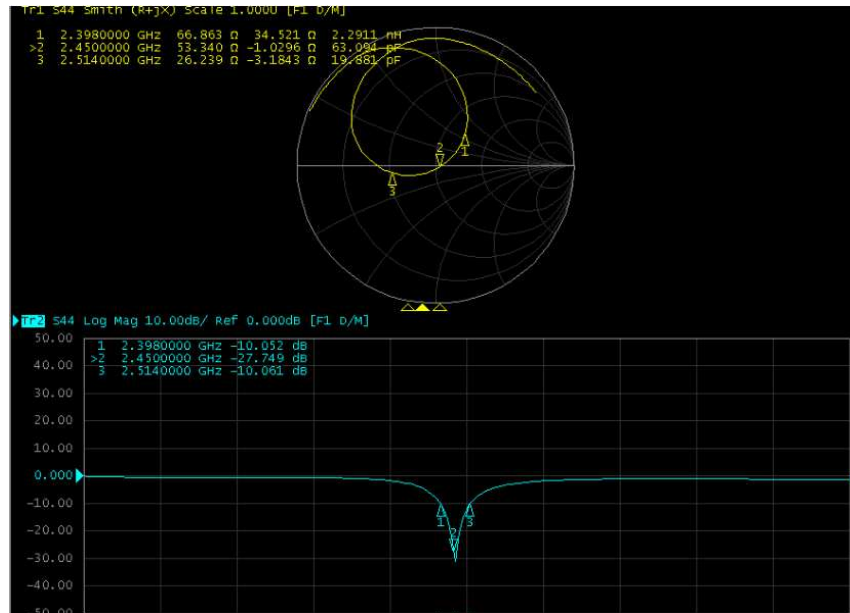 Tr1 S44 Smith (R+jX) Scale 1.000U [F1 D/M]
1 2.3980000 GHz 66.863 Ω 34.521 Ω 2.2911 nH
>2 2.4500000 GHz 53.340 Ω -1.0296 Ω 63.094 pF
3 2.5140000 GHz 26.239 Ω -3.1843 Ω 19.881 pF
2
1
3
Tr2 S44 Log Mag 10.00dB/ Ref 0.000dB [F1 D/M]
50.00
1 2.3980000 GHz -10.052 dB
40.00
>2 2.4500000 GHz -27.749 dB
3 2.5140000 GHz -10.061 dB
30.00
20.00
10.00
0.000
-10.00
1
3
-20.00
2
-30.00
-40.00
-50.00